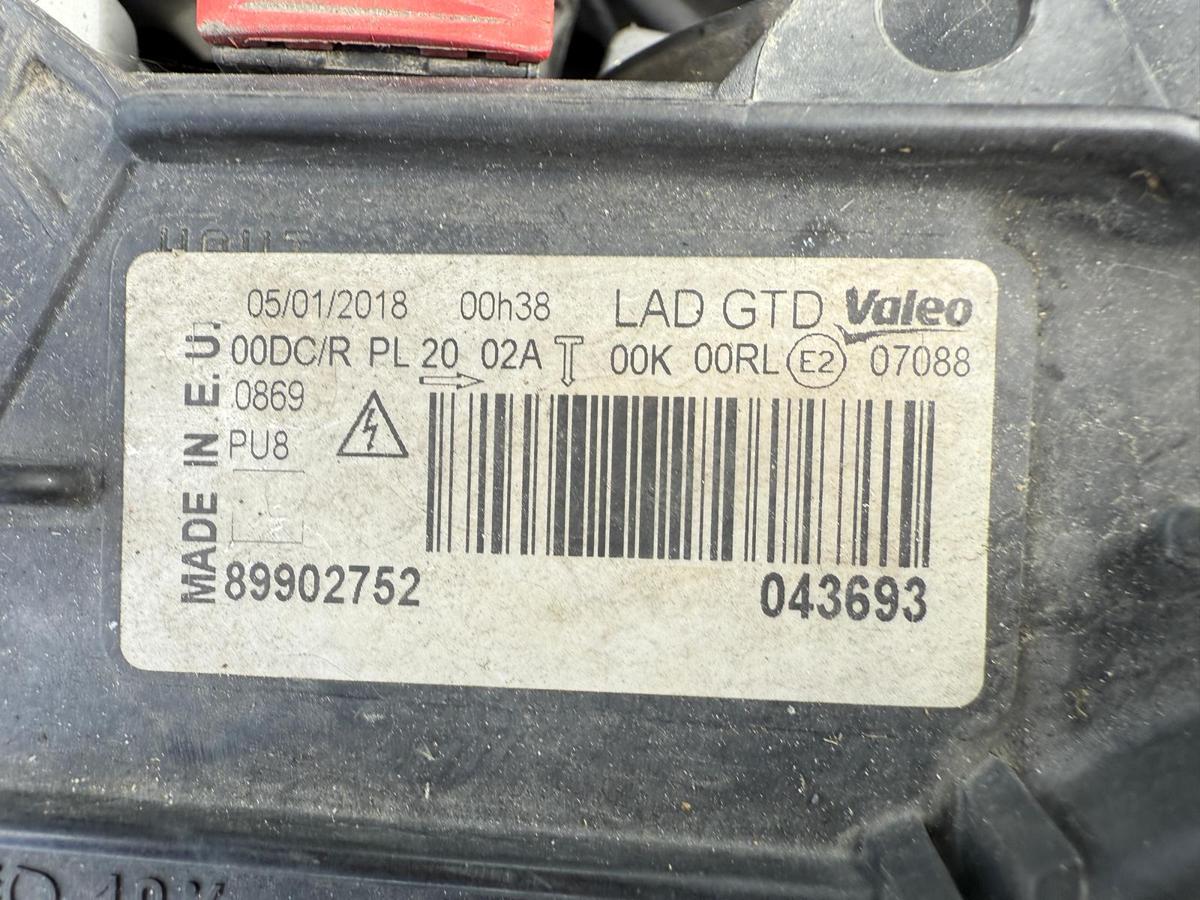 HAUT
05/01/2018 00h38 LAD GTD Valeo
00DC/R PL 20 02A 00K 00RL E2 07088
0869
PU8
MADE IN E.U.
89902752 043693